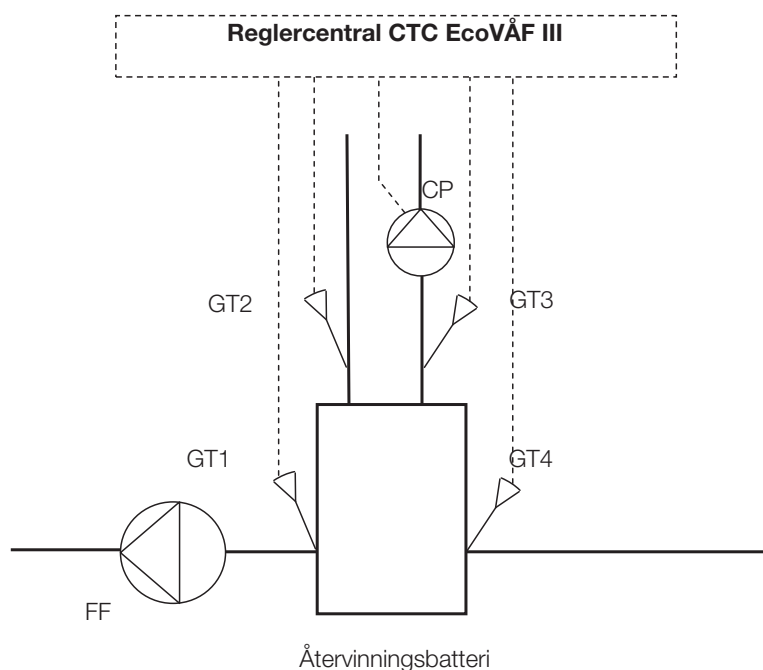 Reglercentral CTC EcoVÅF III
CP
GT2
GT3
GT1
GT4
FF
Återvinningsbatteri